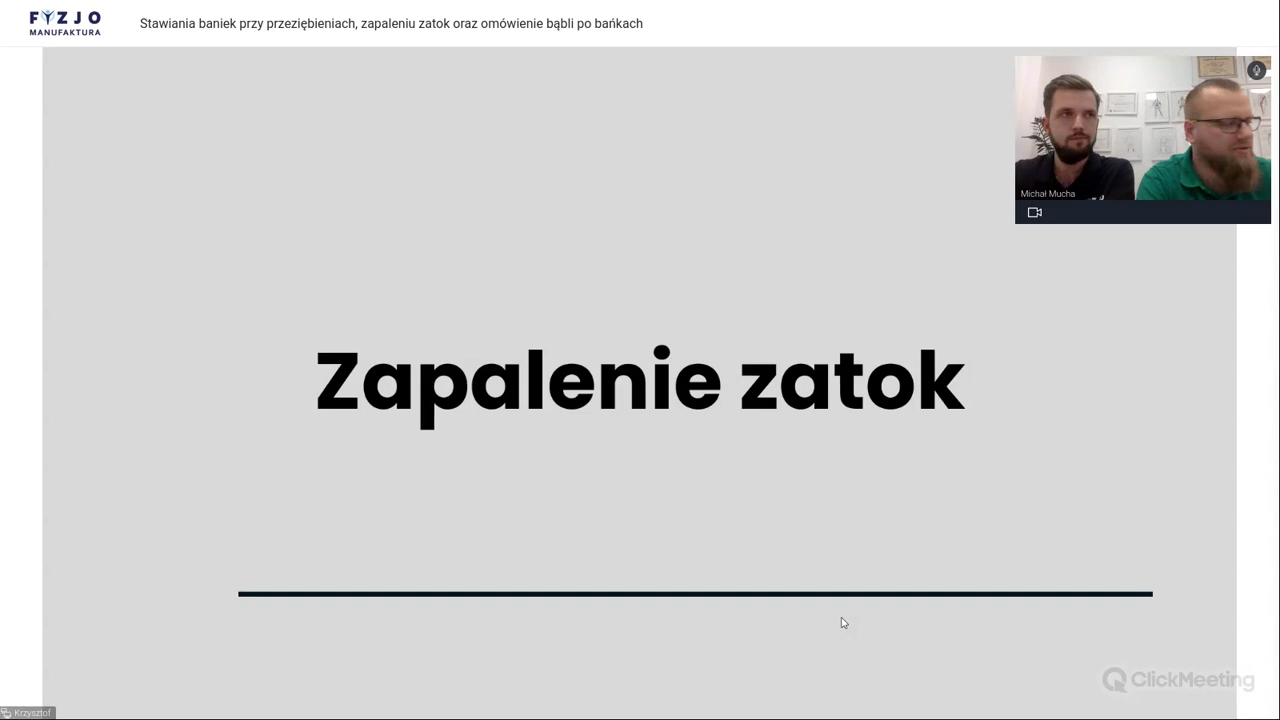 FYZJO
MANUFAKTURA
Stawiania baniek przy przeziębieniach, zapaleniu zatok oraz omówienie bąbli po bańkach
Michał Mucha
Zapalenie zatok
ClickMeeting
Krzysztof